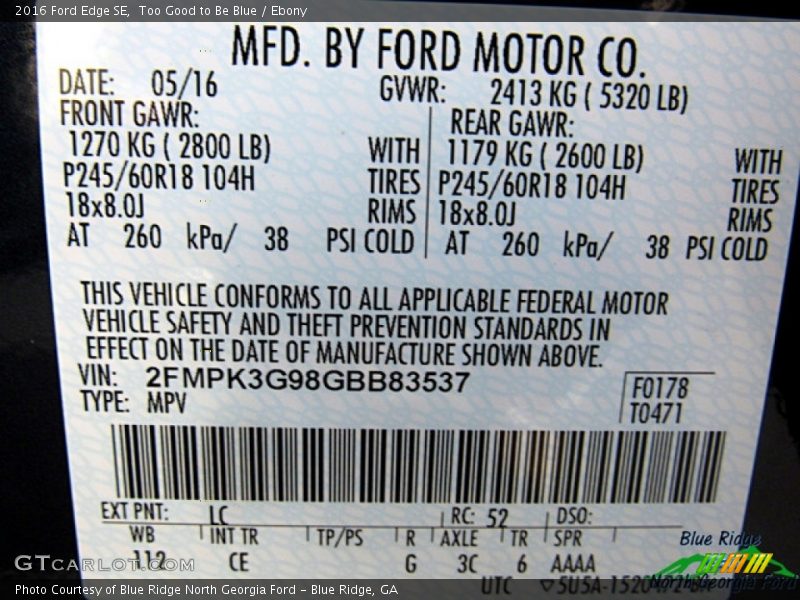 2016 Ford Edge SE, Too Good to Be Blue / Ebony
MFD. BY FORD MOTOR CO.
DATE: 05/16 GVWR: 2413 KG ( 5320 LB)
FRONT GAWR: REAR GAWR:
1270 KG ( 2800 LB) WITH 1179 KG ( 2600 LB) WITH
P245/60R18 104H TIRES P245/60R18 104H TIRES
18x8.0J RIMS 18x8.0J RIMS
AT 260 kPa/ 38 PSI COLD AT 260 kPa/ 38 PSI COLD
THIS VEHICLE CONFORMS TO ALL APPLICABLE FEDERAL MOTOR
VEHICLE SAFETY AND THEFT PREVENTION STANDARDS IN
EFFECT ON THE DATE OF MANUFACTURE SHOWN ABOVE.
VIN: 2FMPK3G98GBB83537 F0178
TYPE: MPV T0471
EXT PNT: LC RC: 52 DSO:
WB INT TR TP/PS R AXLE TR SPR
112 CE G 3C 6 AAAA
UTC
Blue Ridge
North Georgia Ford
GTCARLOT.COM
Photo Courtesy of Blue Ridge North Georgia Ford – Blue Ridge, GA